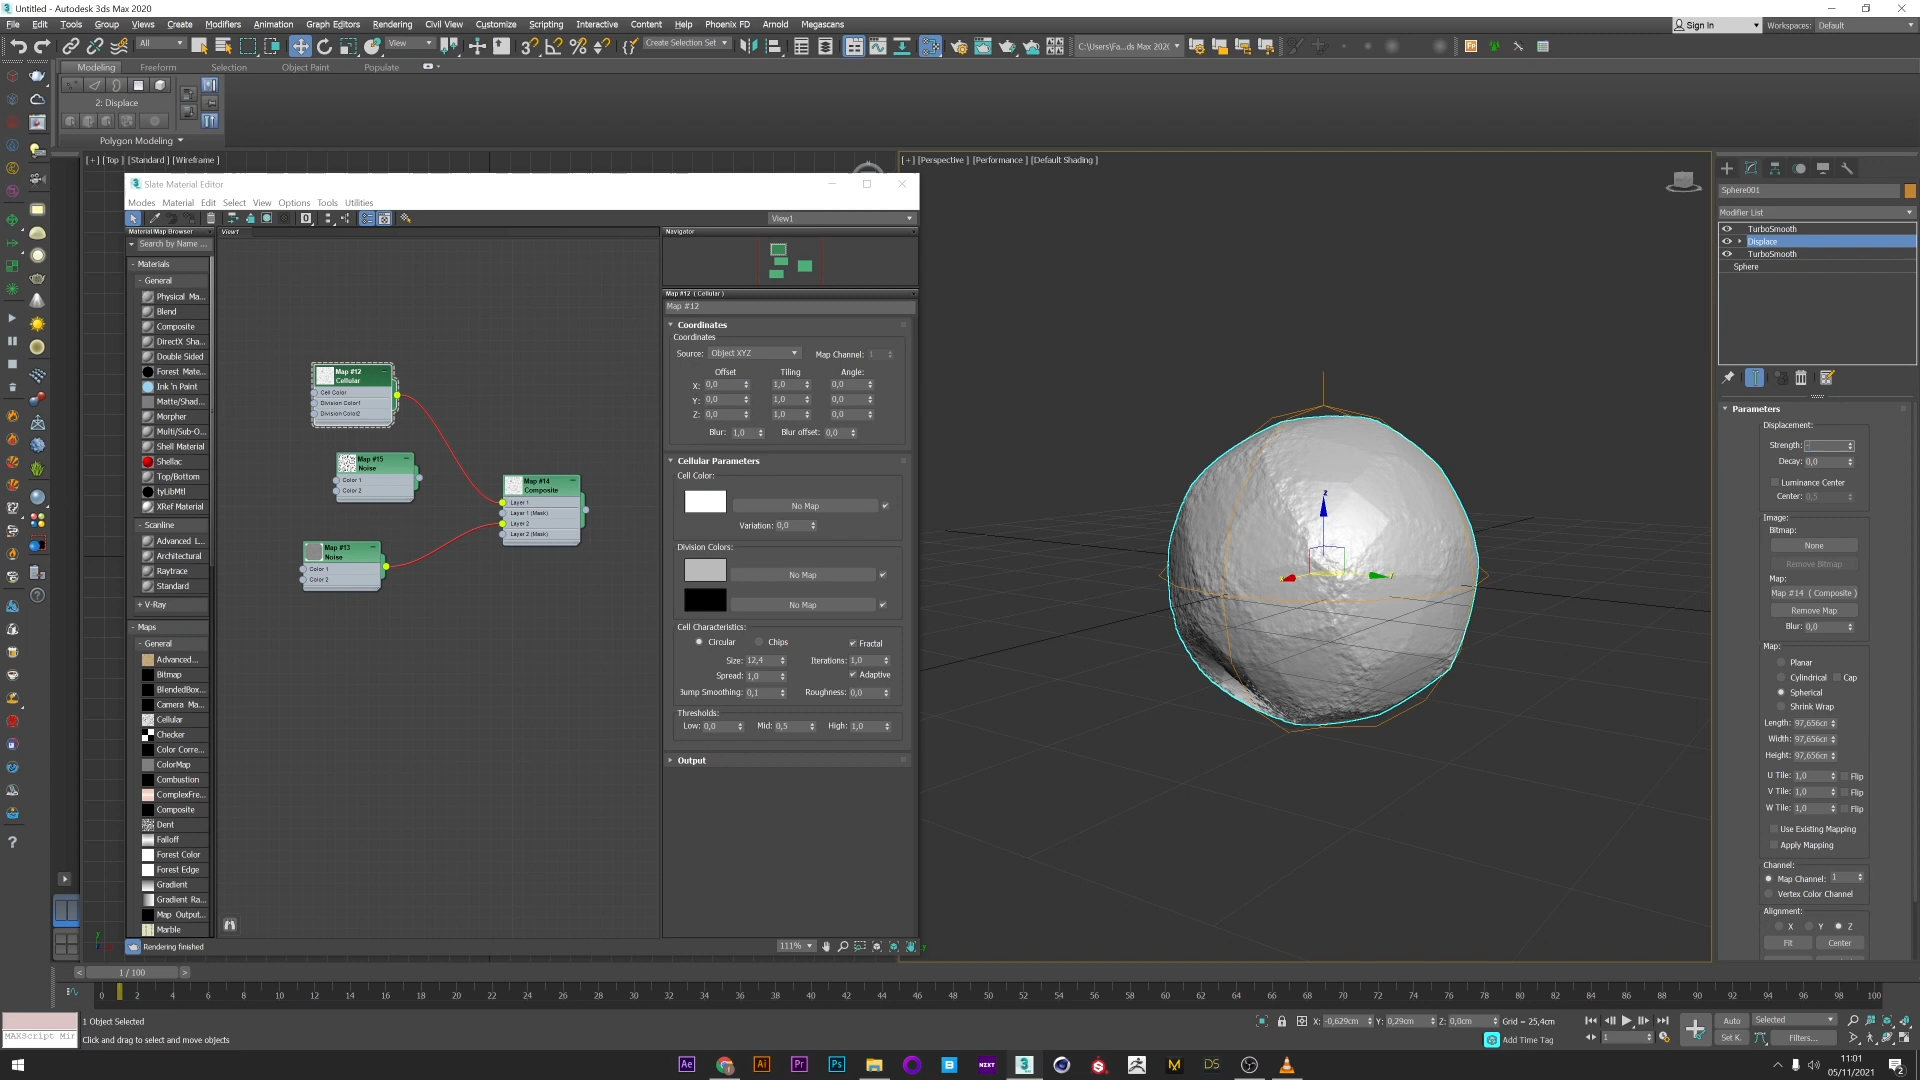 Untitled - Autodesk 3ds Max 2020
File Edit Tools Group Views Create Modifiers Animation Graph Editors Rendering Civil View Customize Scripting Interactive Content Help Phoenix FD Arnold Megascans
Sign In
Workspaces: Default
All
View
Create Selection Set
C:\Users\Fa...ds Max 202(
Modeling Freeform Selection Object Paint Populate
2: Displace
Polygon Modeling
[+] [Top ] [Standard ] [Wireframe ]
[+] [Perspective ] [Performance ] [Default Shading ]
Slate Material Editor
Modes Material Edit Select View Options Tools Utilities
View1
Material/Map Browser
Search by Name ...
- Materials
- General
Physical Ma...
Blend
Composite
DirectX Sha...
Double Sided
Forest Mate...
Ink 'n Paint
Matte/Shad...
Morpher
Multi/Sub-O...
Shell Material
Shellac
Top/Bottom
tyLibMtl
XRef Material
- Scanline
Advanced L...
Architectural
Raytrace
Standard
+ V-Ray
- Maps
- General
Advanced...
Bitmap
BlendedBox...
Camera Ma...
Cellular
Checker
Color Corre...
ColorMap
Combustion
ComplexFre...
Composite
Dent
Falloff
Forest Color
Forest Edge
Gradient
Gradient Ra...
Map Output...
Marble
View1
Map #12
Cellular
Cell Color
Division Color1
Division Color2
Map #15
Noise
Color 1
Color 2
Map #14
Composite
Layer 1
Layer 1 (Mask)
Layer 2
Layer 2 (Mask)
Map #13
Noise
Color 1
Color 2
Navigator
Map #12 ( Cellular )
Map #12
Coordinates
Coordinates
Source: Object XYZ Map Channel: 1
Offset Tiling Angle:
X: 0,0 1,0 0,0
Y: 0,0 1,0 0,0
Z: 0,0 1,0 0,0
Blur: 1,0 Blur offset: 0,0
Cellular Parameters
Cell Color:
No Map
Variation: 0,0
Division Colors:
No Map
No Map
Cell Characteristics:
Circular Chips Fractal
Size: 12,4 Iterations: 1,0
Spread: 1,0 Adaptive
Bump Smoothing: 0,1 Roughness: 0,0
Thresholds:
Low: 0,0 Mid: 0,5 High: 1,0
Output
Rendering finished
111%
z
x
y
Sphere001
Modifier List
TurboSmooth
Displace
TurboSmooth
Sphere
Parameters
Displacement:
Strength: -
Decay: 0,0
Luminance Center
Center: 0,5
Image:
Bitmap:
None
Remove Bitmap
Map:
Map #14 ( Composite )
Remove Map
Blur: 0,0
Map:
Planar
Cylindrical Cap
Spherical
Shrink Wrap
Length: 97,656cm
Width: 97,656cm
Height: 97,656cm
U Tile: 1,0 Flip
V Tile: 1,0 Flip
W Tile: 1,0 Flip
Use Existing Mapping
Apply Mapping
Channel:
Map Channel: 1
Vertex Color Channel
Alignment:
X Y Z
Fit Center
< 1 / 100 >
0 2 4 6 8 10 12 14 16 18 20 22 24 26 28 30 32 34 36 38 40 42 44 46 48 50 52 54 56 58 60 62 64 66 68 70 72 74 76 78 80 82 84 86 88 90 92 94 96 98 100
MAXScript Mir
1 Object Selected
Click and drag to select and move objects
X: -0,629cm Y: 0,29cm Z: 0,0cm Grid = 25,4cm
Add Time Tag
1
Auto Selected
Set K. Filters...
Ae Ai Pr Ps NZXT 3 DS
11:01
05/11/2021
2